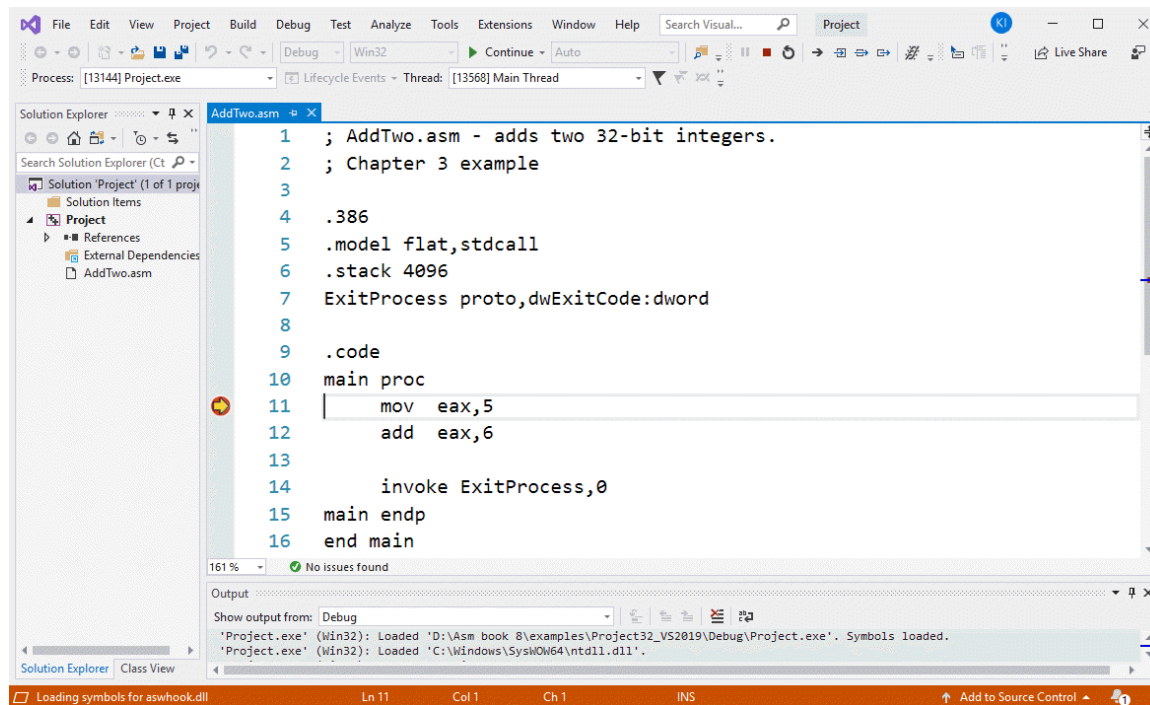 File Edit View Project Build Debug Test Analyze Tools Extensions Window Help Search Visual... Project KI
Debug Win32 Continue Auto Live Share
Process: [13144] Project.exe Lifecycle Events Thread: [13568] Main Thread
Solution Explorer
Search Solution Explorer (Ct
Solution 'Project' (1 of 1 proje
Solution Items
Project
References
External Dependencies
AddTwo.asm
Solution Explorer Class View
AddTwo.asm
1 ; AddTwo.asm - adds two 32-bit integers.
2 ; Chapter 3 example
3
4 .386
5 .model flat,stdcall
6 .stack 4096
7 ExitProcess proto,dwExitCode:dword
8
9 .code
10 main proc
11 mov eax,5
12 add eax,6
13
14 invoke ExitProcess,0
15 main endp
16 end main
161 % No issues found
Output
Show output from: Debug
'Project.exe' (Win32): Loaded 'D:\Asm book 8\examples\Project32_VS2019\Debug\Project.exe'. Symbols loaded.
'Project.exe' (Win32): Loaded 'C:\Windows\SysWOW64\ntdll.dll'.
Loading symbols for aswhook.dll Ln 11 Col 1 Ch 1 INS Add to Source Control 1